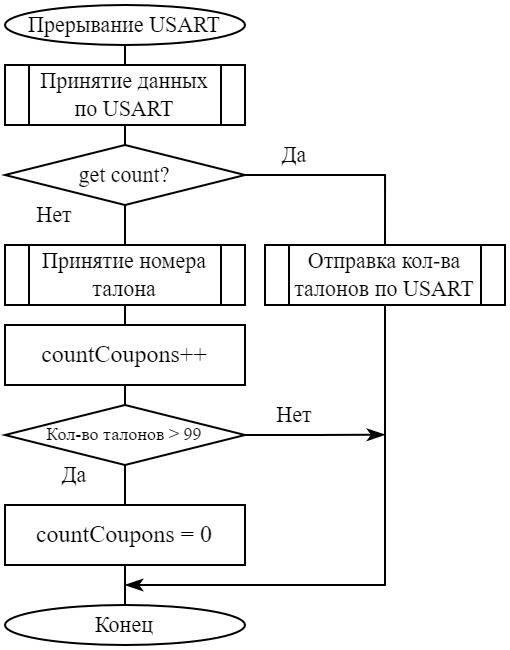 Прерывание USART
Принятие данных
по USART
Да
get count?
Нет
Принятие номера
талона
Отправка кол-ва
талонов по USART
countCoupons++
Нет
Кол-во талонов > 99
Да
countCoupons = 0
Конец